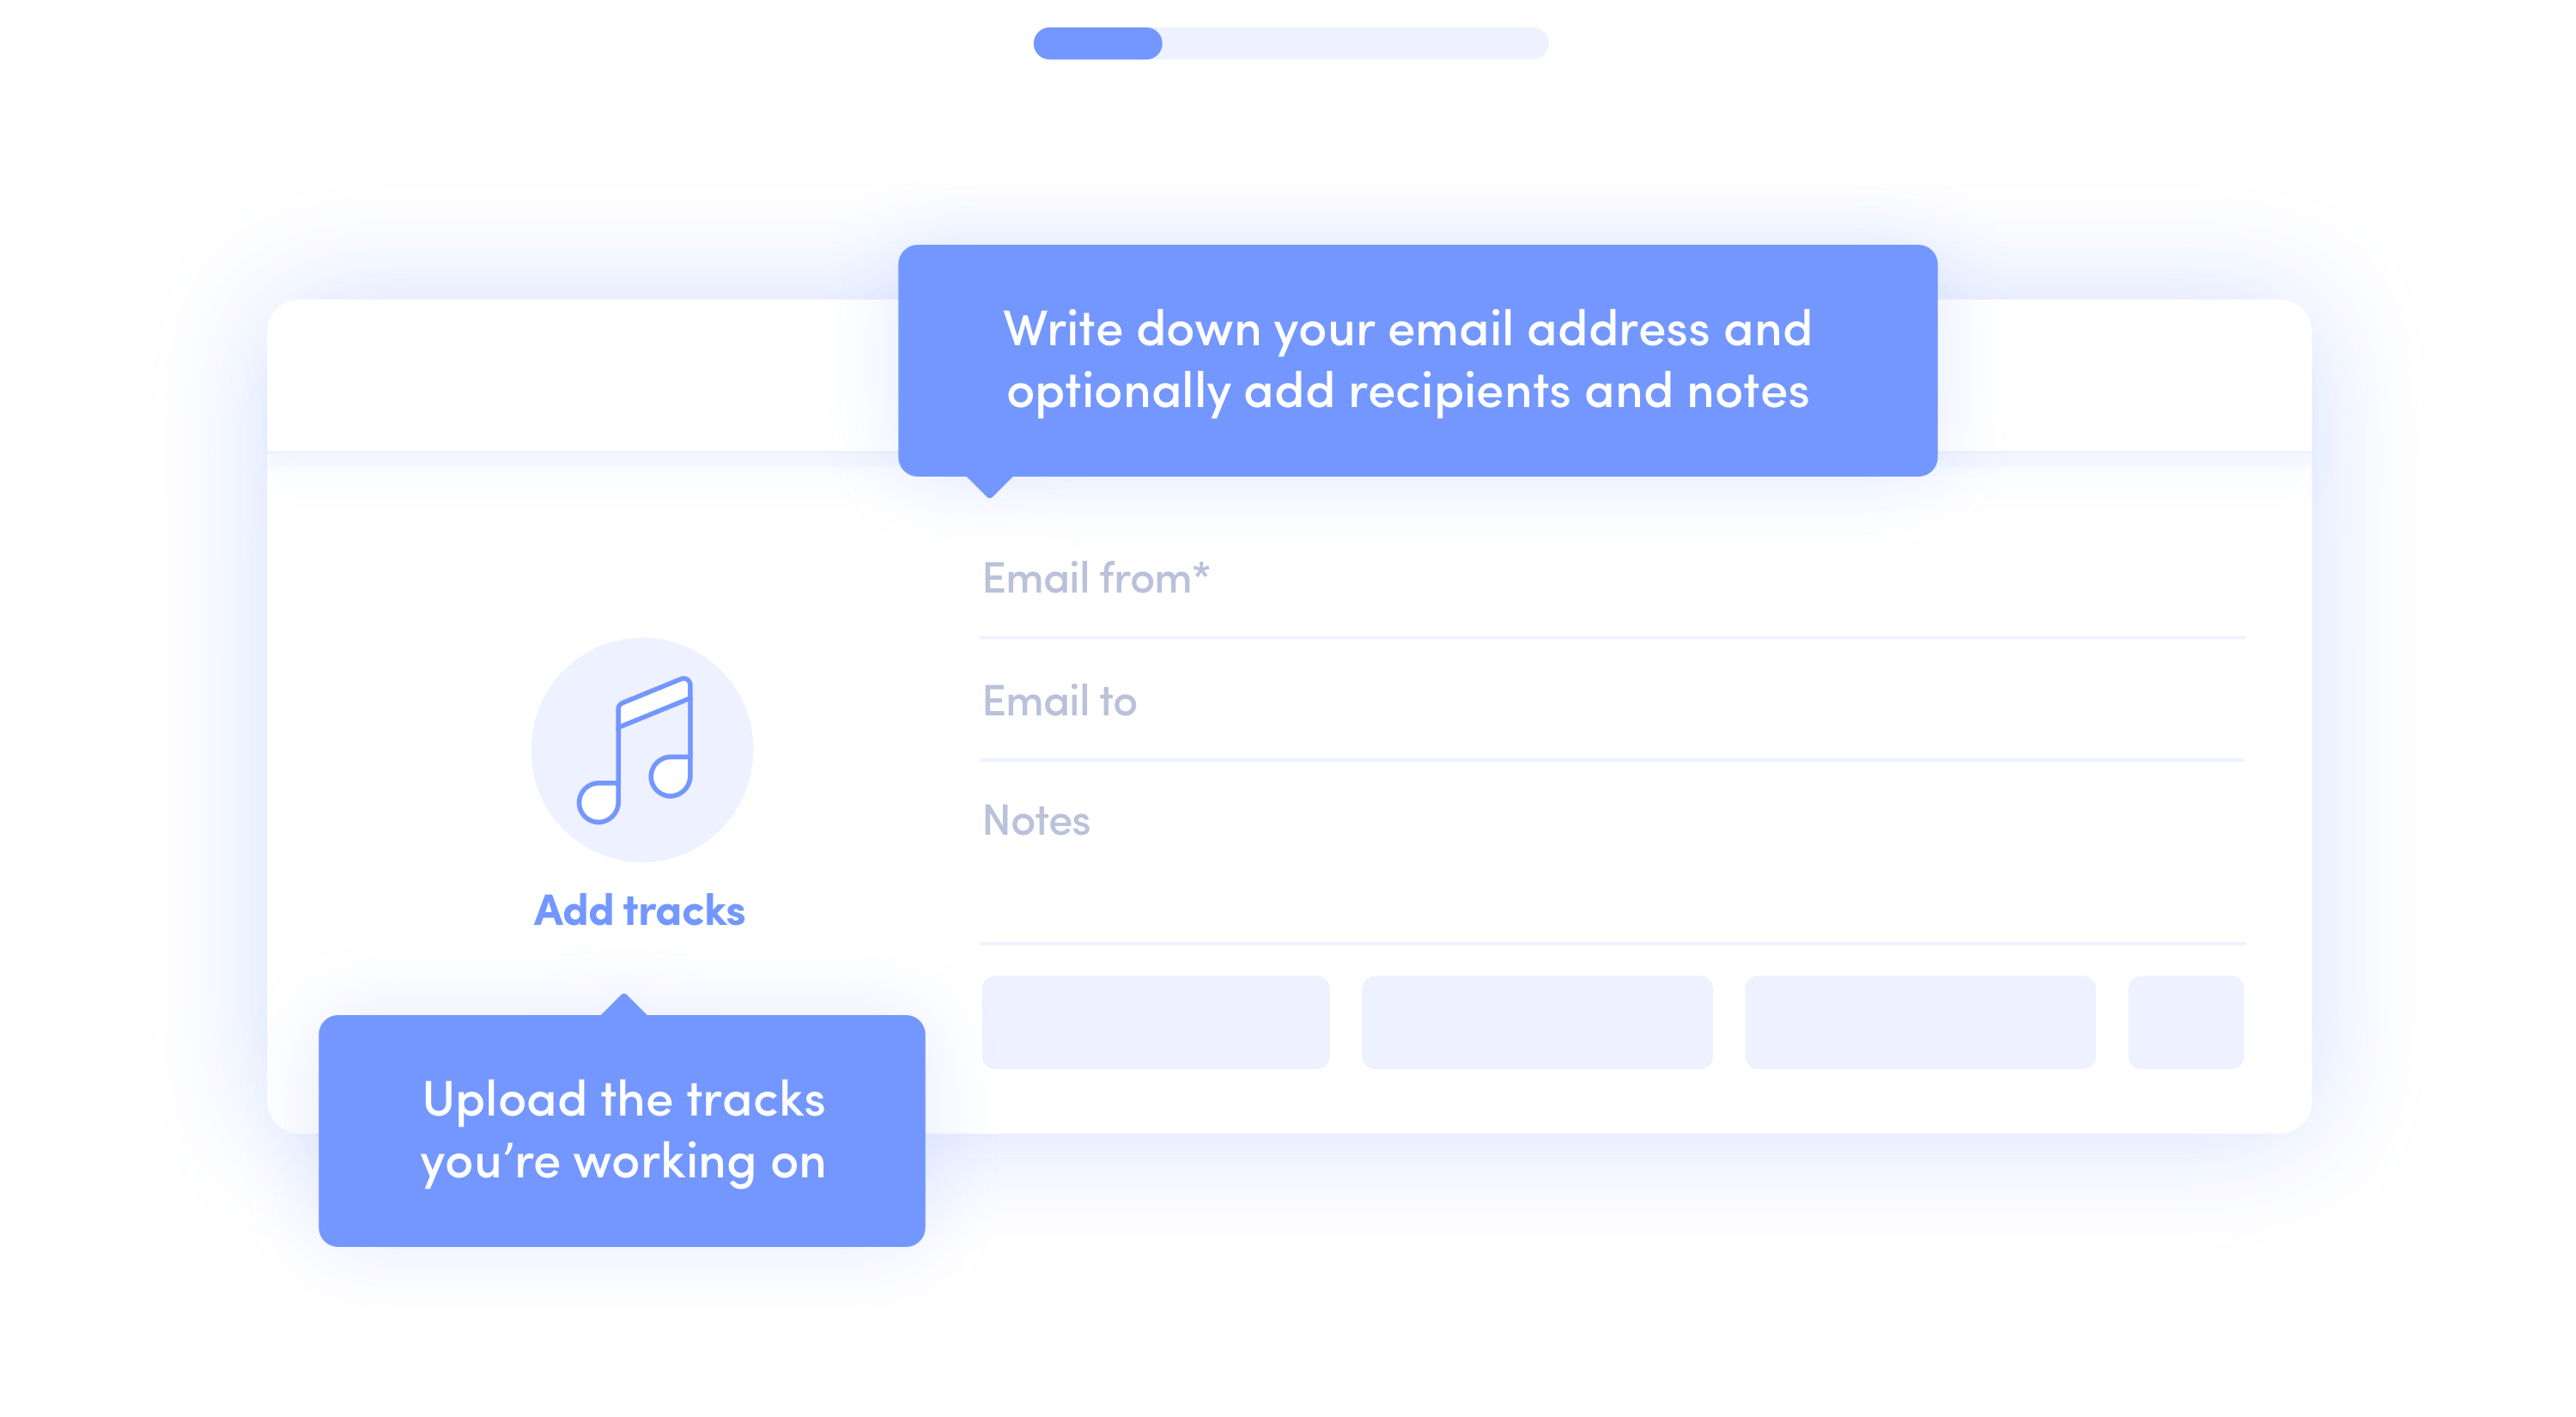 Write down your email address and
optionally add recipients and notes
Email from*
Email to
Notes
Add tracks
Upload the tracks
you’re working on